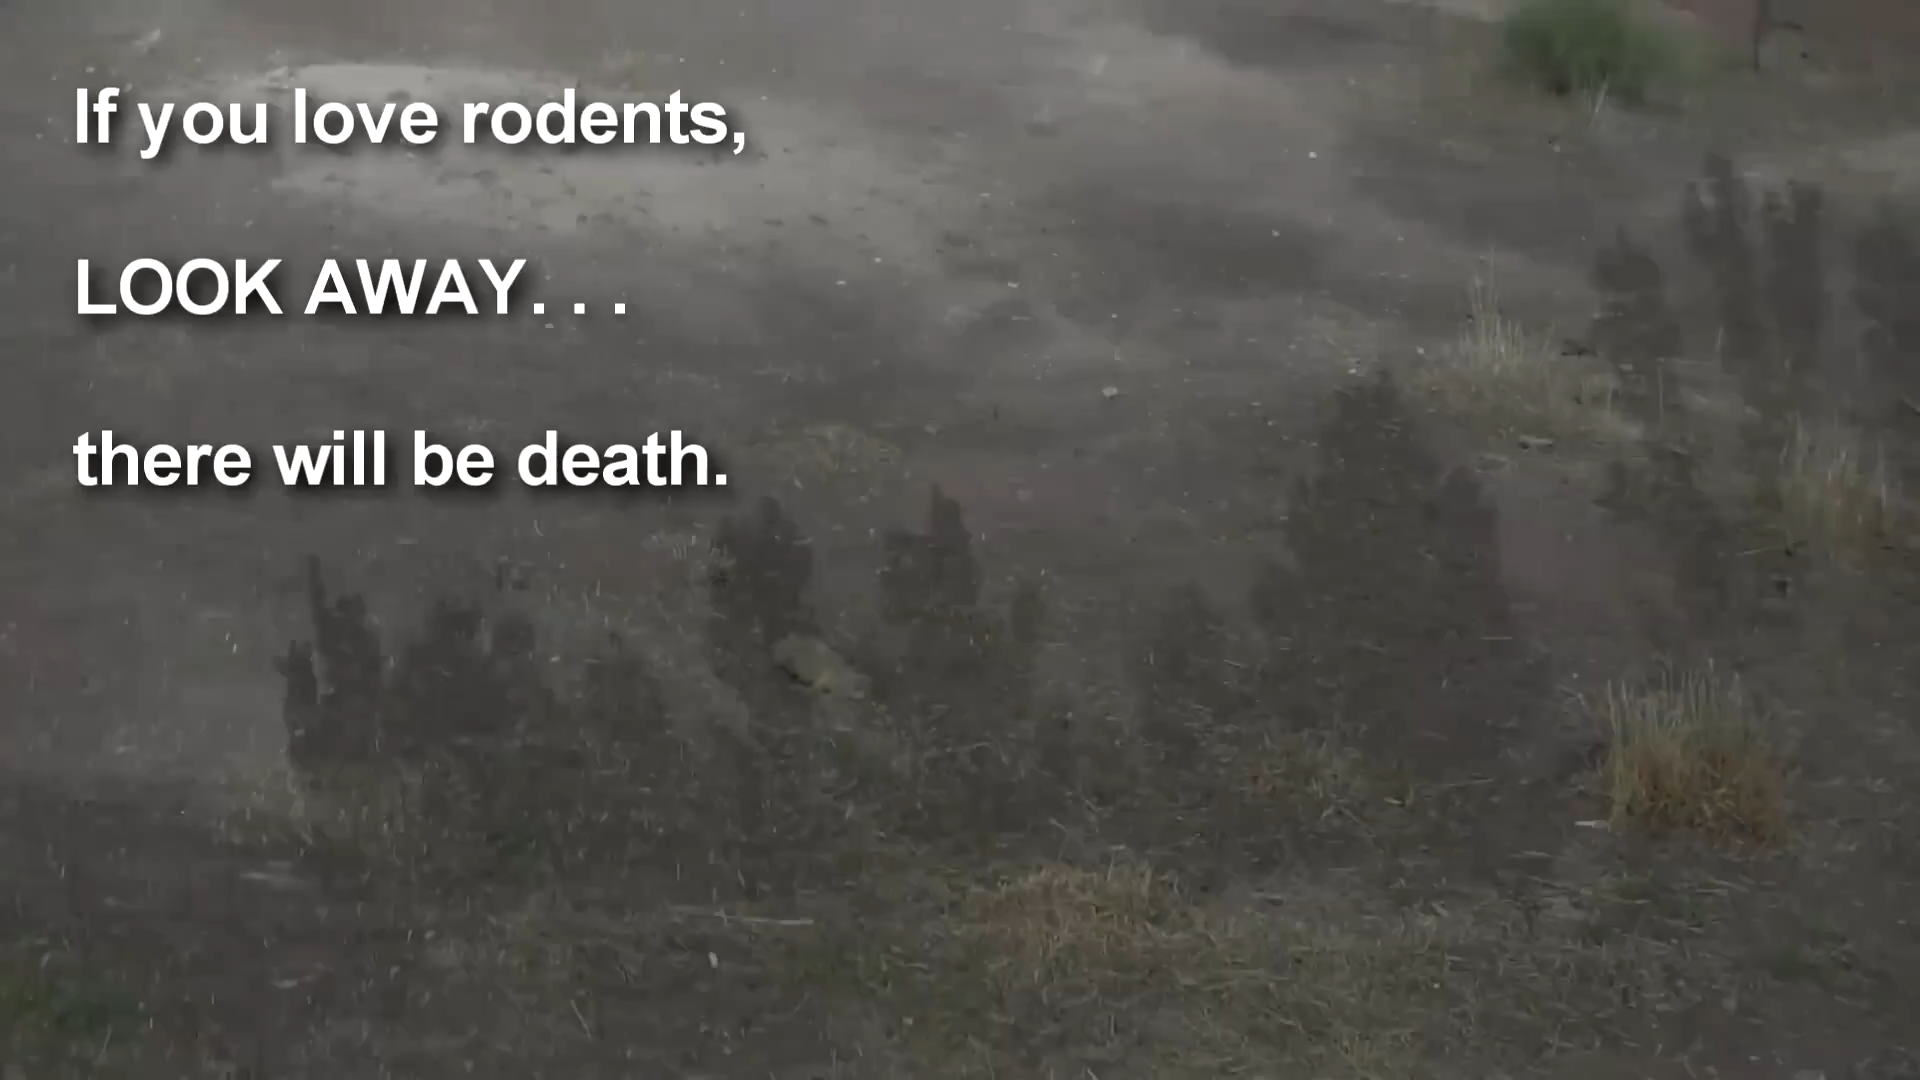 If you love rodents,
LOOK AWAY. . .
there will be death.